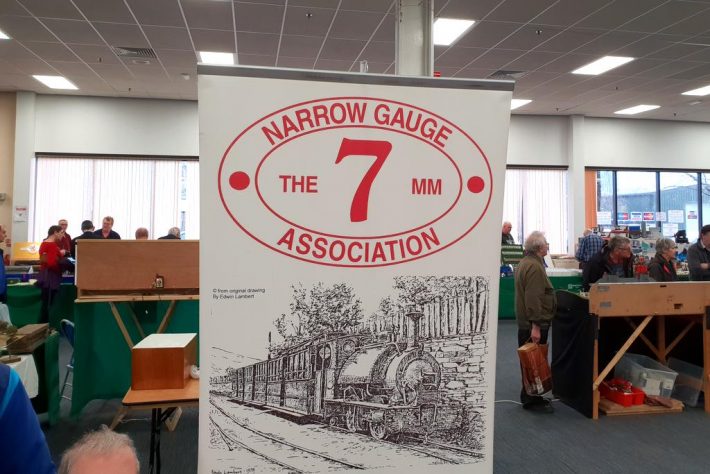 NARROW GAUGE
THE 7 MM
ASSOCIATION
© from original drawing
By Edwin Lambert